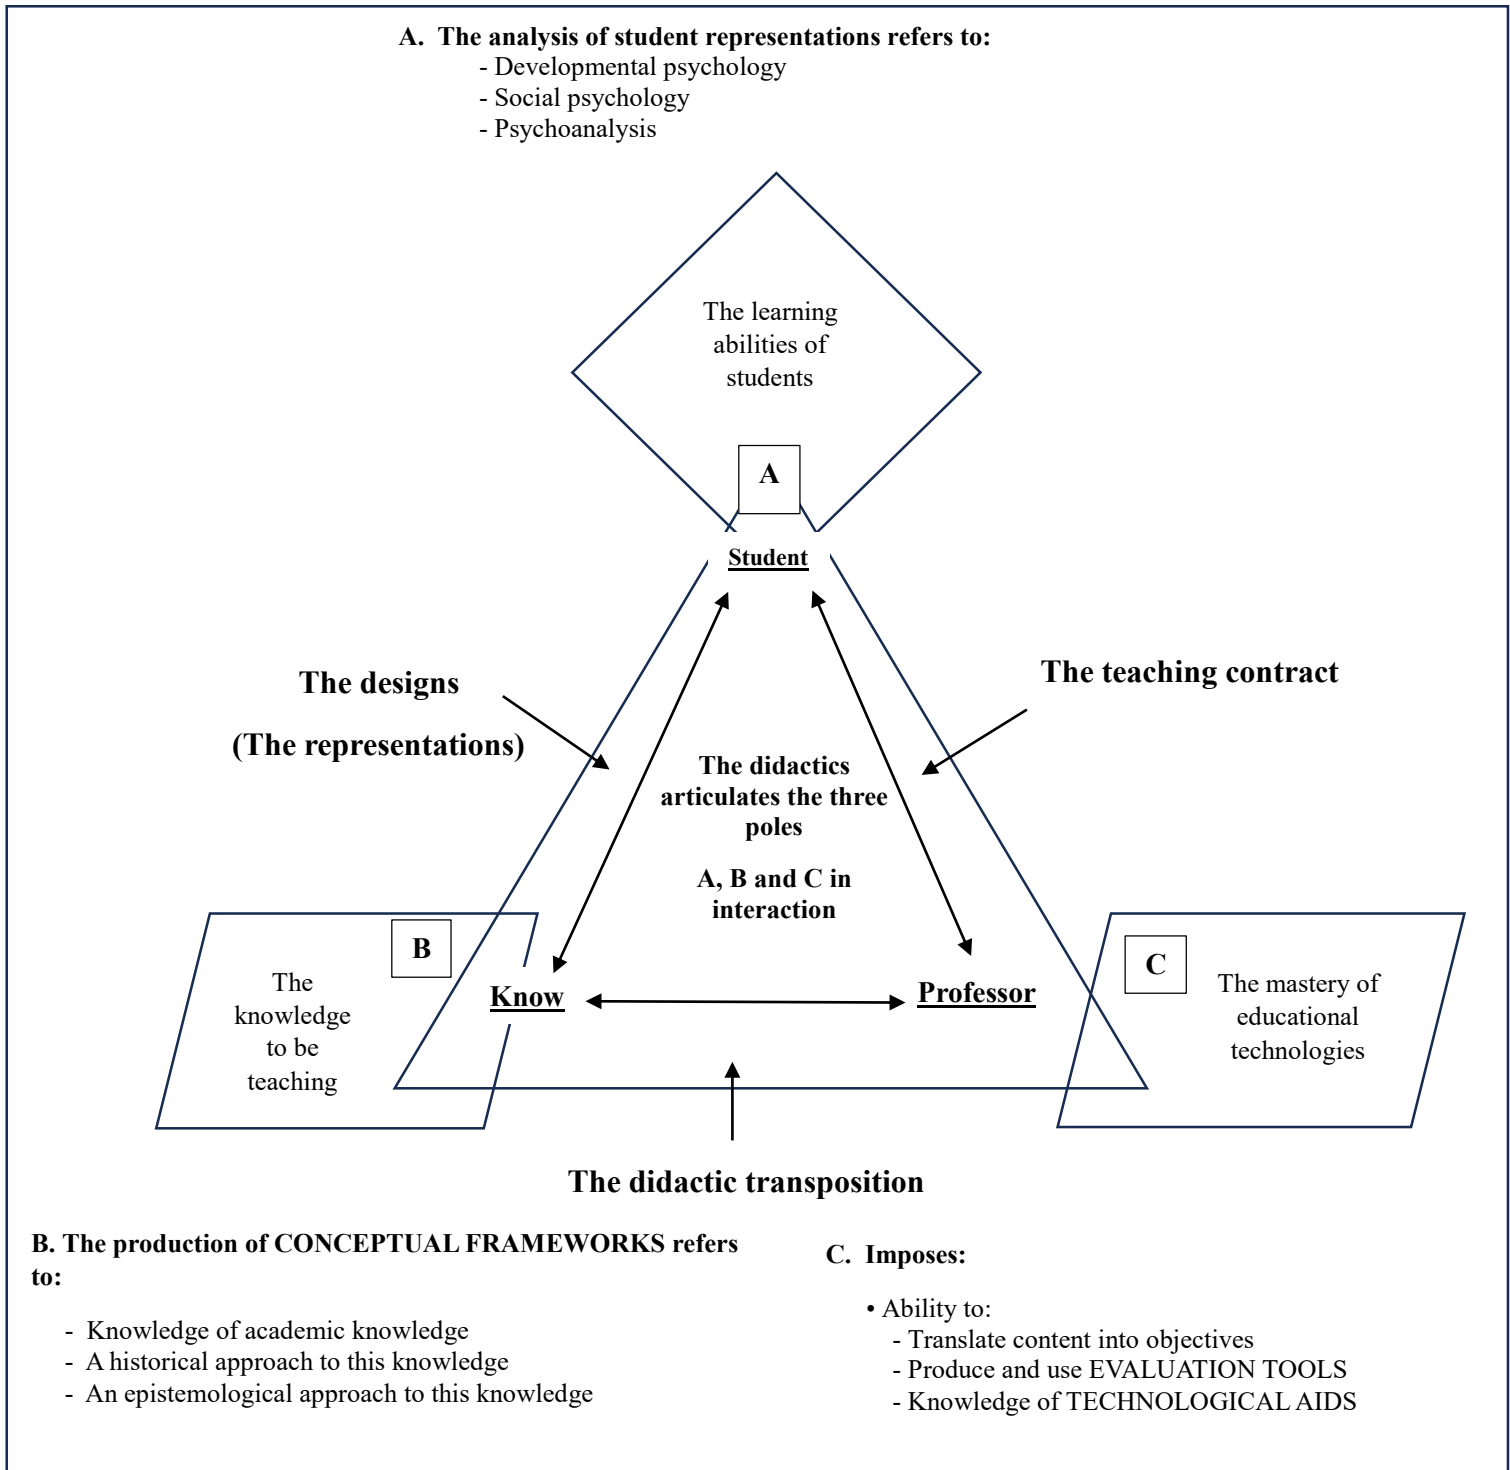 A. The analysis of student representations refers to:
- Developmental psychology
- Social psychology
- Psychoanalysis
The learning
abilities of
students
A
Student
The designs
(The representations)
The teaching contract
The didactics
articulates the three
poles
A, B and C in
interaction
B
The
knowledge
to be
teaching
Know
Professor
C
The mastery of
educational
technologies
The didactic transposition
B. The production of CONCEPTUAL FRAMEWORKS refers
to:
- Knowledge of academic knowledge
- A historical approach to this knowledge
- An epistemological approach to this knowledge
C. Imposes:
• Ability to:
- Translate content into objectives
- Produce and use EVALUATION TOOLS
- Knowledge of TECHNOLOGICAL AIDS